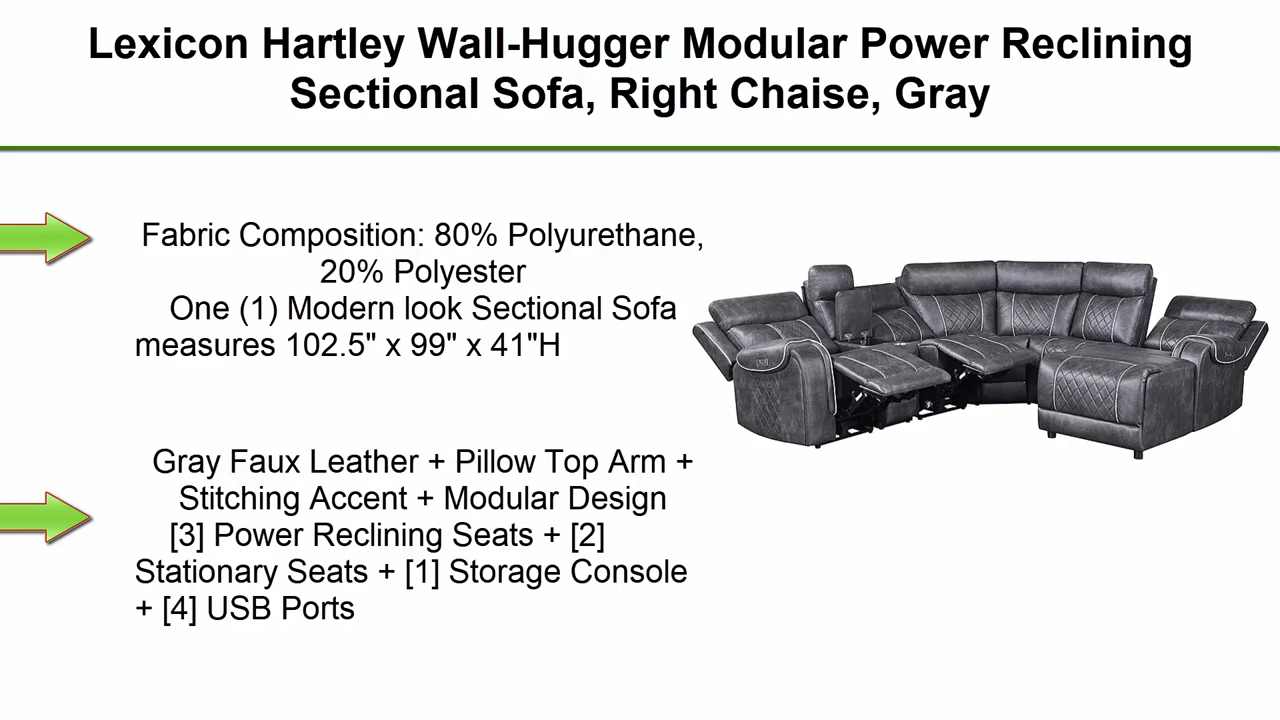 Lexicon Hartley Wall-Hugger Modular Power Reclining
Sectional Sofa, Right Chaise, Gray
Fabric Composition: 80% Polyurethane,
20% Polyester
One (1) Modern look Sectional Sofa
measures 102.5" x 99" x 41"H
Gray Faux Leather + Pillow Top Arm +
Stitching Accent + Modular Design
[3] Power Reclining Seats + [2]
Stationary Seats + [1] Storage Console
+ [4] USB Ports